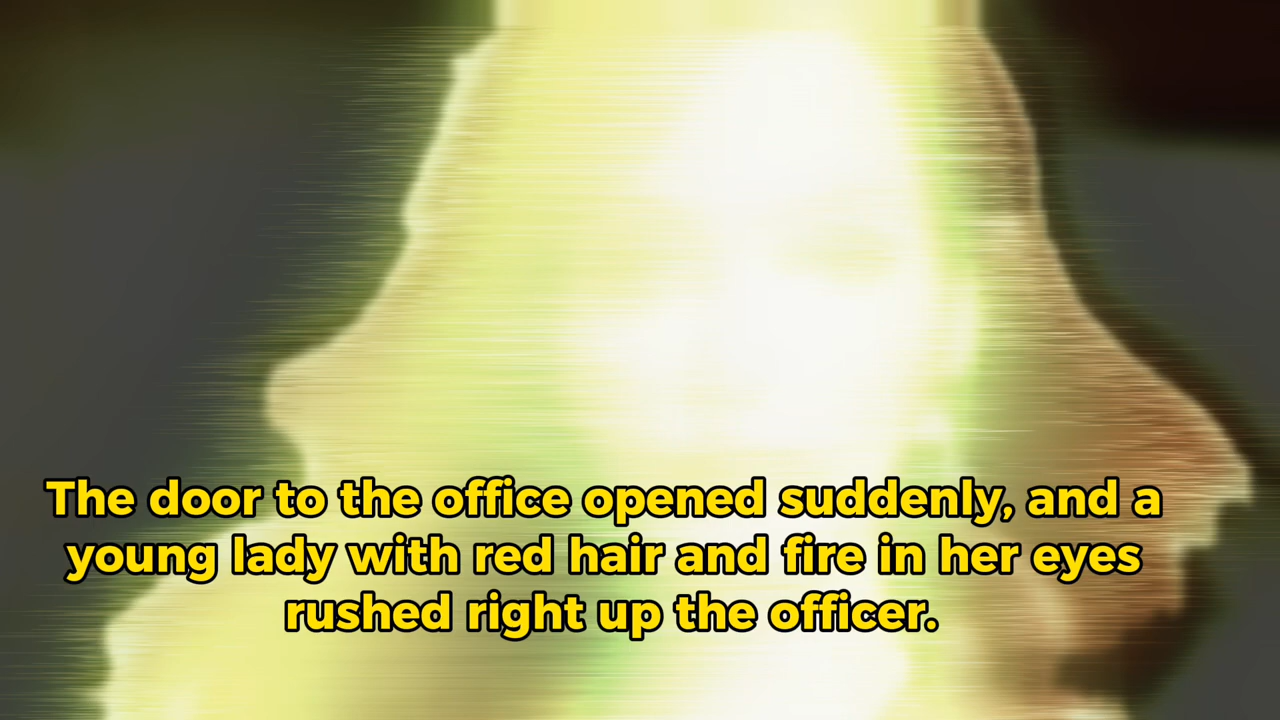 The door to the office opened suddenly, and a
young lady with red hair and fire in her eyes
rushed right up the officer.